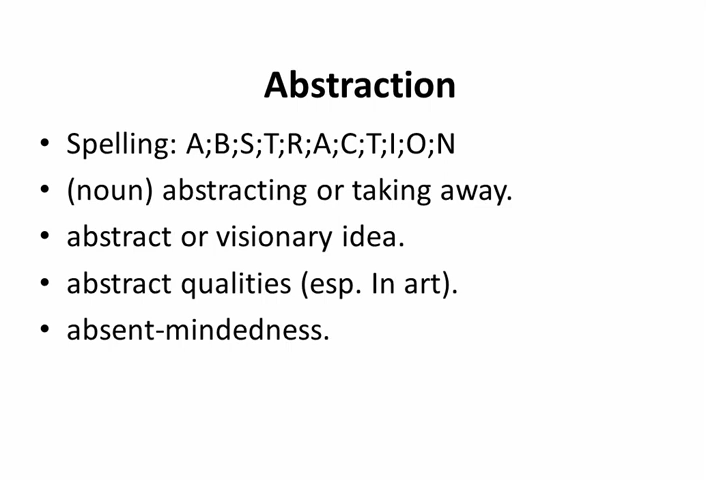 Abstraction
• Spelling: A;B;S;T;R;A;C;T;I;O;N
• (noun) abstracting or taking away.
• abstract or visionary idea.
• abstract qualities (esp. In art).
• absent-mindedness.